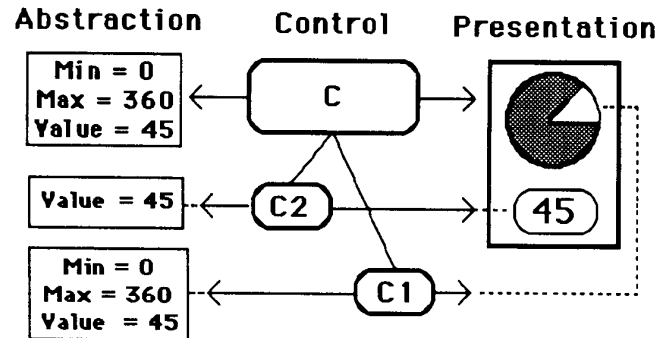 Abstraction Control Presentation
Min = 0
Max = 360
Value = 45
C
Value = 45
C2
45
Min = 0
Max = 360
Value = 45
C1